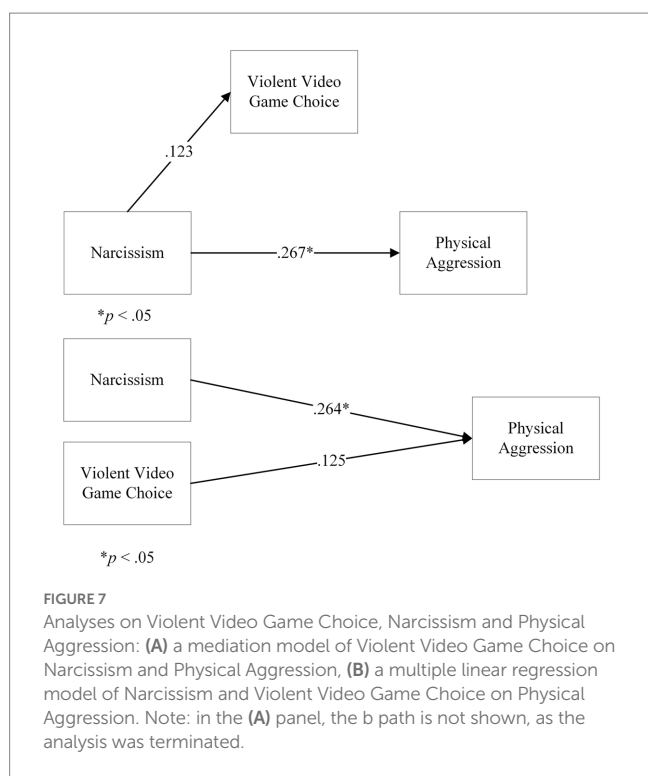 Violent Video
Game Choice
.123
Narcissism
.267*
Physical
Aggression
*p < .05
Narcissism
.264*
Physical
Aggression
Violent Video
Game Choice
.125
*p < .05
FIGURE 7
Analyses on Violent Video Game Choice, Narcissism and Physical
Aggression: (A) a mediation model of Violent Video Game Choice on
Narcissism and Physical Aggression, (B) a multiple linear regression
model of Narcissism and Violent Video Game Choice on Physical
Aggression. Note: in the (A) panel, the b path is not shown, as the
analysis was terminated.